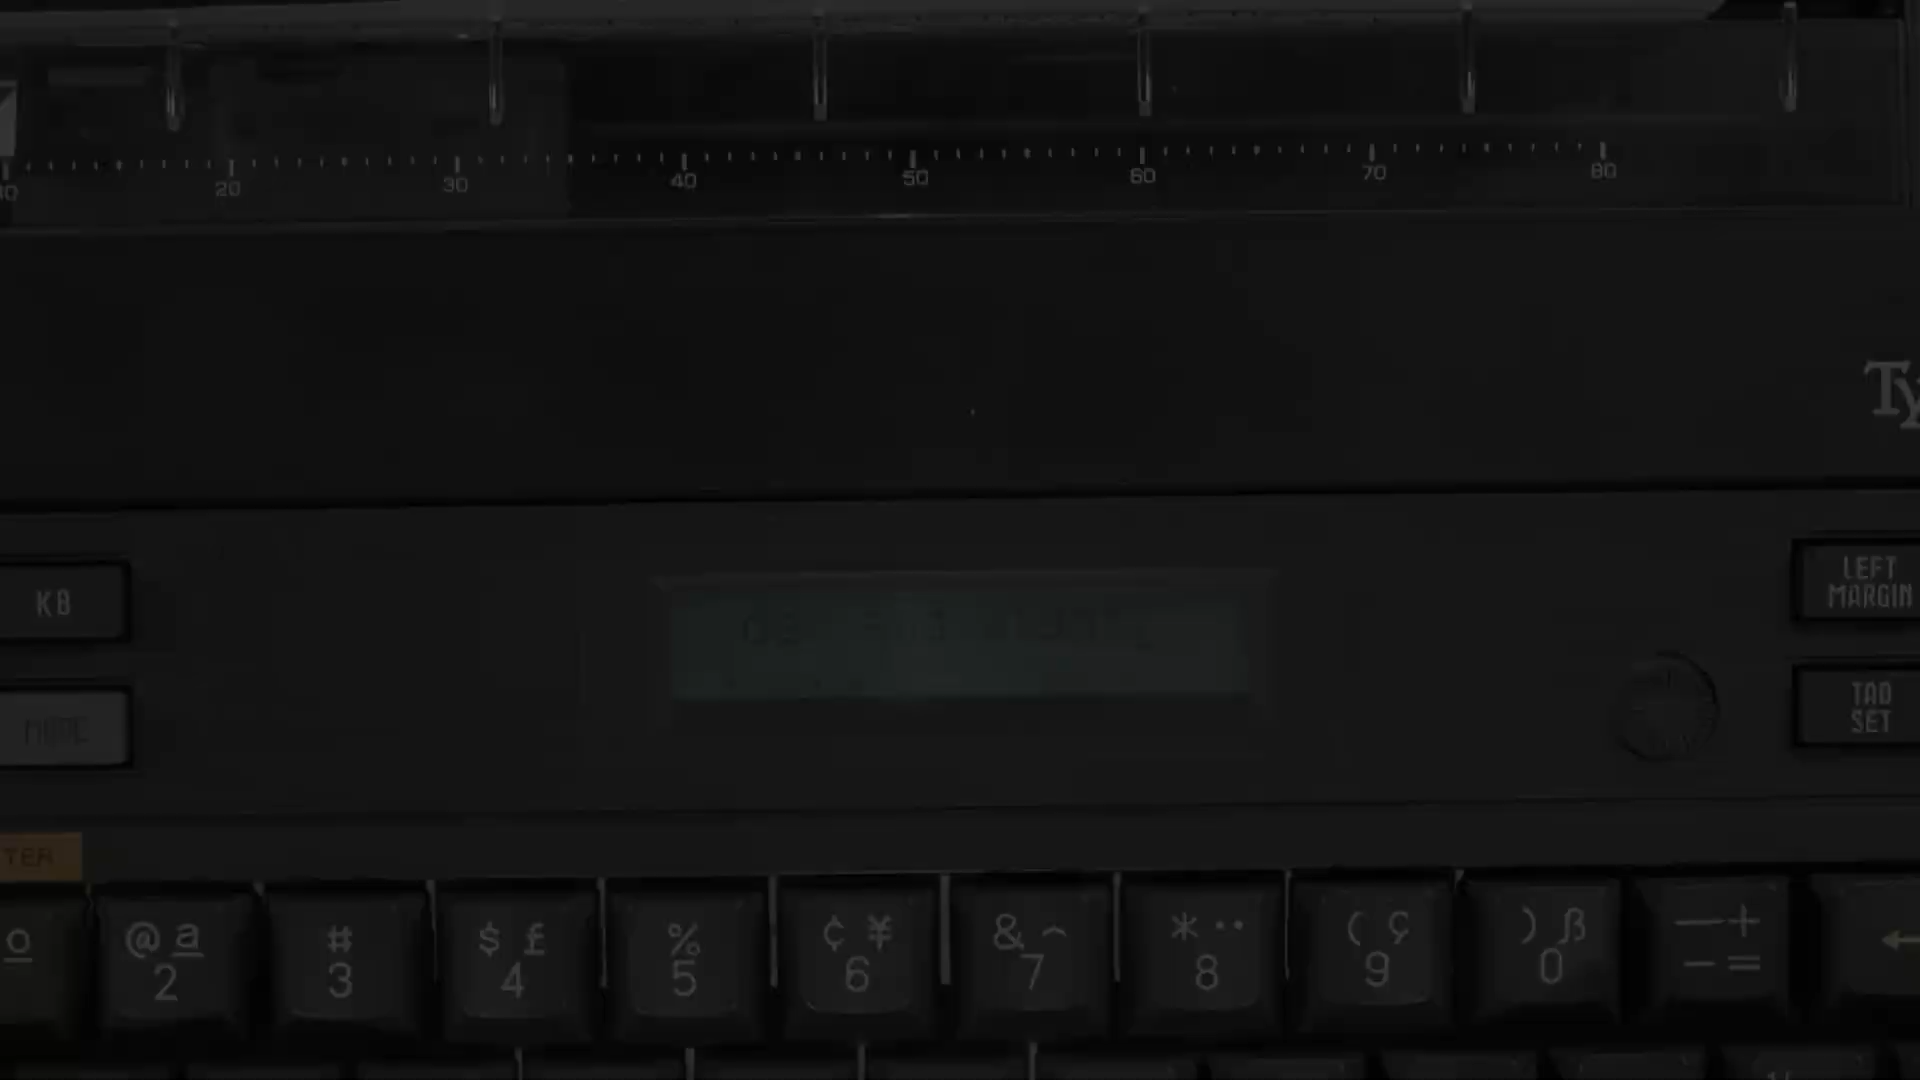 20 30 40 50 60 70 80
KB
LEFT
MARGIN
TAB
SET
@ a # $ £ % ¢ ¥ & * ¨ ( ç ) ß — +
o 2 3 4 5 6 7 8 9 0 - = ←